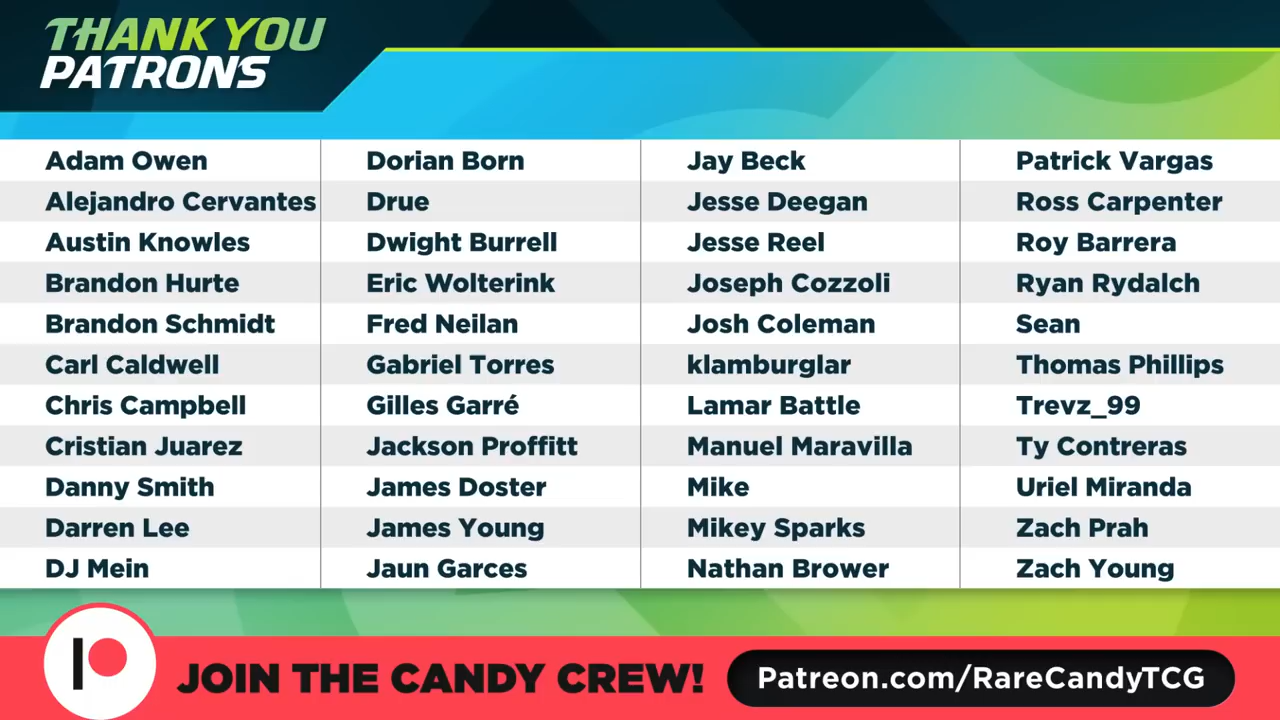 THANK YOU
PATRONS
Adam Owen
Alejandro Cervantes
Austin Knowles
Brandon Hurte
Brandon Schmidt
Carl Caldwell
Chris Campbell
Cristian Juarez
Danny Smith
Darren Lee
DJ Mein
Dorian Born
Drue
Dwight Burrell
Eric Wolterink
Fred Neilan
Gabriel Torres
Gilles Garré
Jackson Proffitt
James Doster
James Young
Jaun Garces
Jay Beck
Jesse Deegan
Jesse Reel
Joseph Cozzoli
Josh Coleman
klamburglar
Lamar Battle
Manuel Maravilla
Mike
Mikey Sparks
Nathan Brower
Patrick Vargas
Ross Carpenter
Roy Barrera
Ryan Rydalch
Sean
Thomas Phillips
Trevz_99
Ty Contreras
Uriel Miranda
Zach Prah
Zach Young
JOIN THE CANDY CREW!
Patreon.com/RareCandyTCG